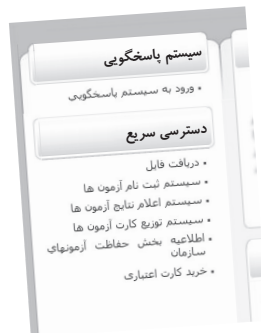 سیستم پاسخگویی
• ورود به سیستم پاسخگویی
دسترسی سریع
• دریافت فایل
• سیستم ثبت نام آزمون ها
• سیستم اعلام نتایج آزمون ها
• سیستم توزیع کارت آزمون ها
• اطلاعیه بخش حفاظت آزمونهای
سازمان
• خرید کارت اعتباری